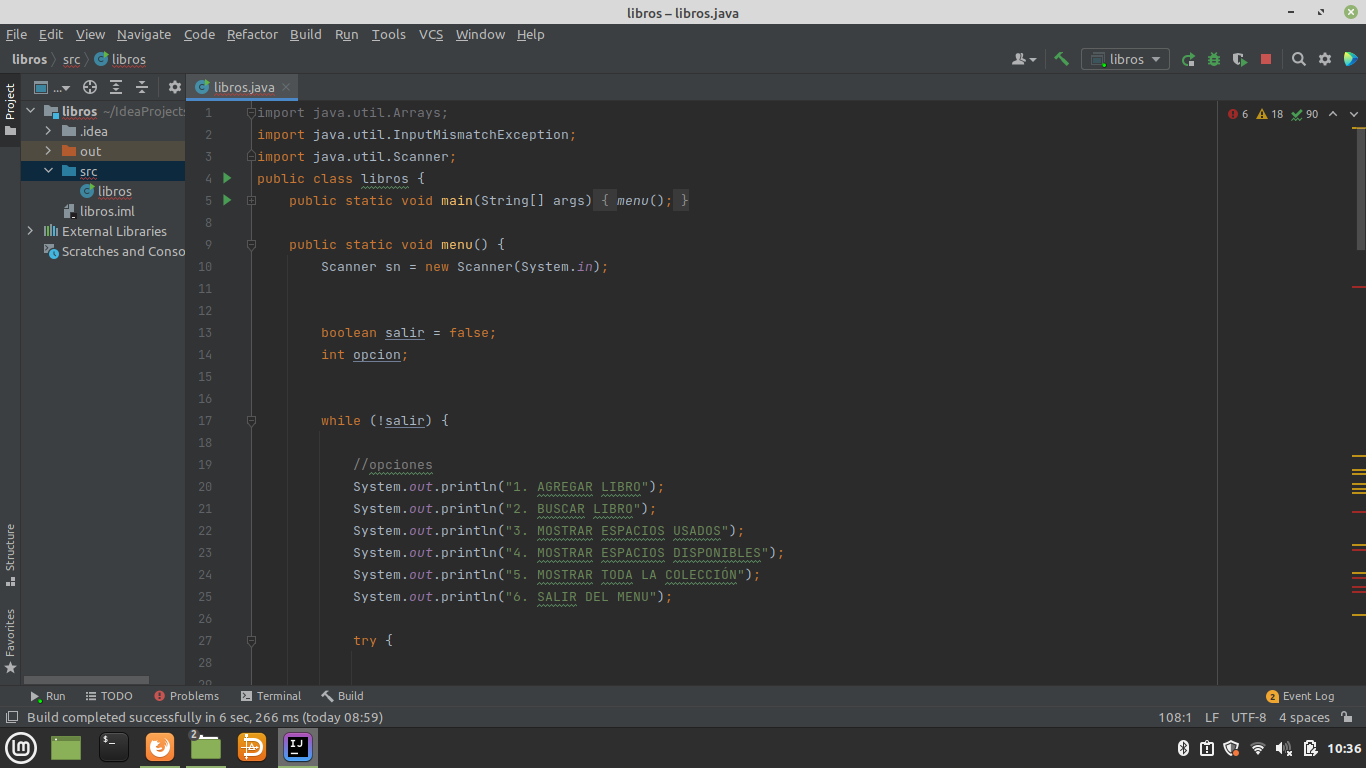 libros – libros.java
File Edit View Navigate Code Refactor Build Run Tools VCS Window Help
libros src libros
libros
...
libros.java
Project
libros ~/IdeaProjects
.idea
out
src
libros
libros.iml
External Libraries
Scratches and Conso
Structure
Favorites
6 18 90
1 import java.util.Arrays;
2 import java.util.InputMismatchException;
3 import java.util.Scanner;
4 public class libros {
5 public static void main(String[] args) { menu(); }
8
9 public static void menu() {
10 Scanner sn = new Scanner(System.in);
11
12
13 boolean salir = false;
14 int opcion;
15
16
17 while (!salir) {
18
19 //opciones
20 System.out.println("1. AGREGAR LIBRO");
21 System.out.println("2. BUSCAR LIBRO");
22 System.out.println("3. MOSTRAR ESPACIOS USADOS");
23 System.out.println("4. MOSTRAR ESPACIOS DISPONIBLES");
24 System.out.println("5. MOSTRAR TODA LA COLECCIÓN");
25 System.out.println("6. SALIR DEL MENU");
26
27 try {
28
29
Run TODO Problems Terminal Build 2 Event Log
Build completed successfully in 6 sec, 266 ms (today 08:59) 108:1 LF UTF-8 4 spaces
2 IJ 10:36